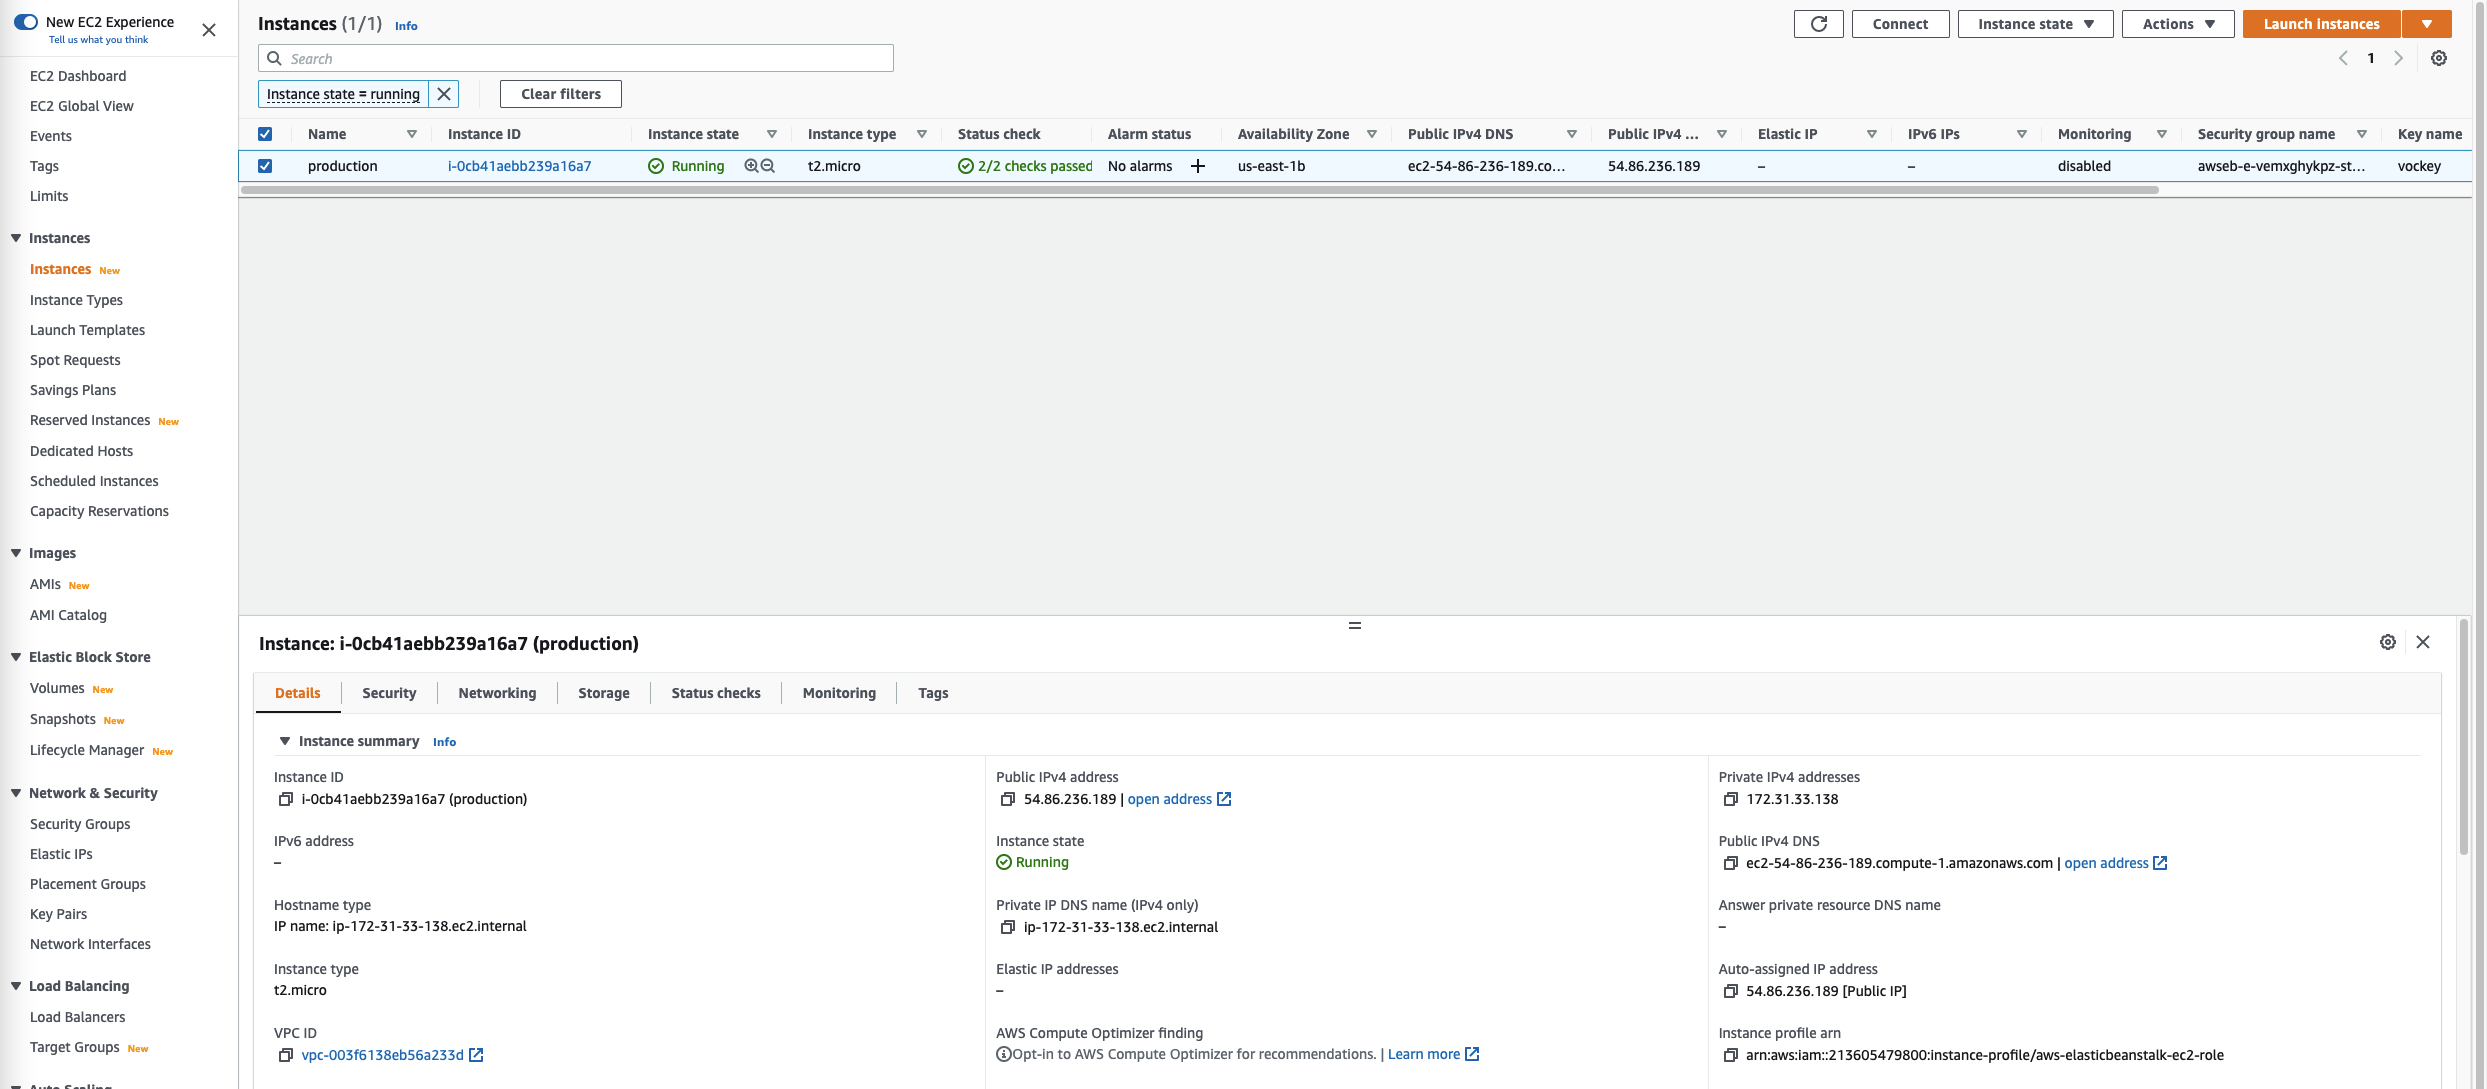 New EC2 Experience
Tell us what you think
EC2 Dashboard
EC2 Global View
Events
Tags
Limits
Instances
Instances New
Instance Types
Launch Templates
Spot Requests
Savings Plans
Reserved Instances New
Dedicated Hosts
Scheduled Instances
Capacity Reservations
Images
AMIs New
AMI Catalog
Elastic Block Store
Volumes New
Snapshots New
Lifecycle Manager New
Network & Security
Security Groups
Elastic IPs
Placement Groups
Key Pairs
Network Interfaces
Load Balancing
Load Balancers
Target Groups New
Auto Scaling
Instances (1/1) Info
Connect Instance state Actions Launch instances
Search
1
Instance state = running Clear filters
Name Instance ID Instance state Instance type Status check Alarm status Availability Zone Public IPv4 DNS Public IPv4 ... Elastic IP IPv6 IPs Monitoring Security group name Key name
production i-0cb41aebb239a16a7 Running t2.micro 2/2 checks passed No alarms us-east-1b ec2-54-86-236-189.co... 54.86.236.189 – – disabled awseb-e-vemxghykpz-st... vockey
Instance: i-0cb41aebb239a16a7 (production)
Details Security Networking Storage Status checks Monitoring Tags
Instance summary Info
Instance ID
i-0cb41aebb239a16a7 (production)
IPv6 address
–
Hostname type
IP name: ip-172-31-33-138.ec2.internal
Instance type
t2.micro
VPC ID
vpc-003f6138eb56a233d
Public IPv4 address
54.86.236.189 | open address
Instance state
Running
Private IP DNS name (IPv4 only)
ip-172-31-33-138.ec2.internal
Elastic IP addresses
–
AWS Compute Optimizer finding
Opt-in to AWS Compute Optimizer for recommendations. | Learn more
Private IPv4 addresses
172.31.33.138
Public IPv4 DNS
ec2-54-86-236-189.compute-1.amazonaws.com | open address
Answer private resource DNS name
–
Auto-assigned IP address
54.86.236.189 [Public IP]
Instance profile arn
arn:aws:iam::213605479800:instance-profile/aws-elasticbeanstalk-ec2-role